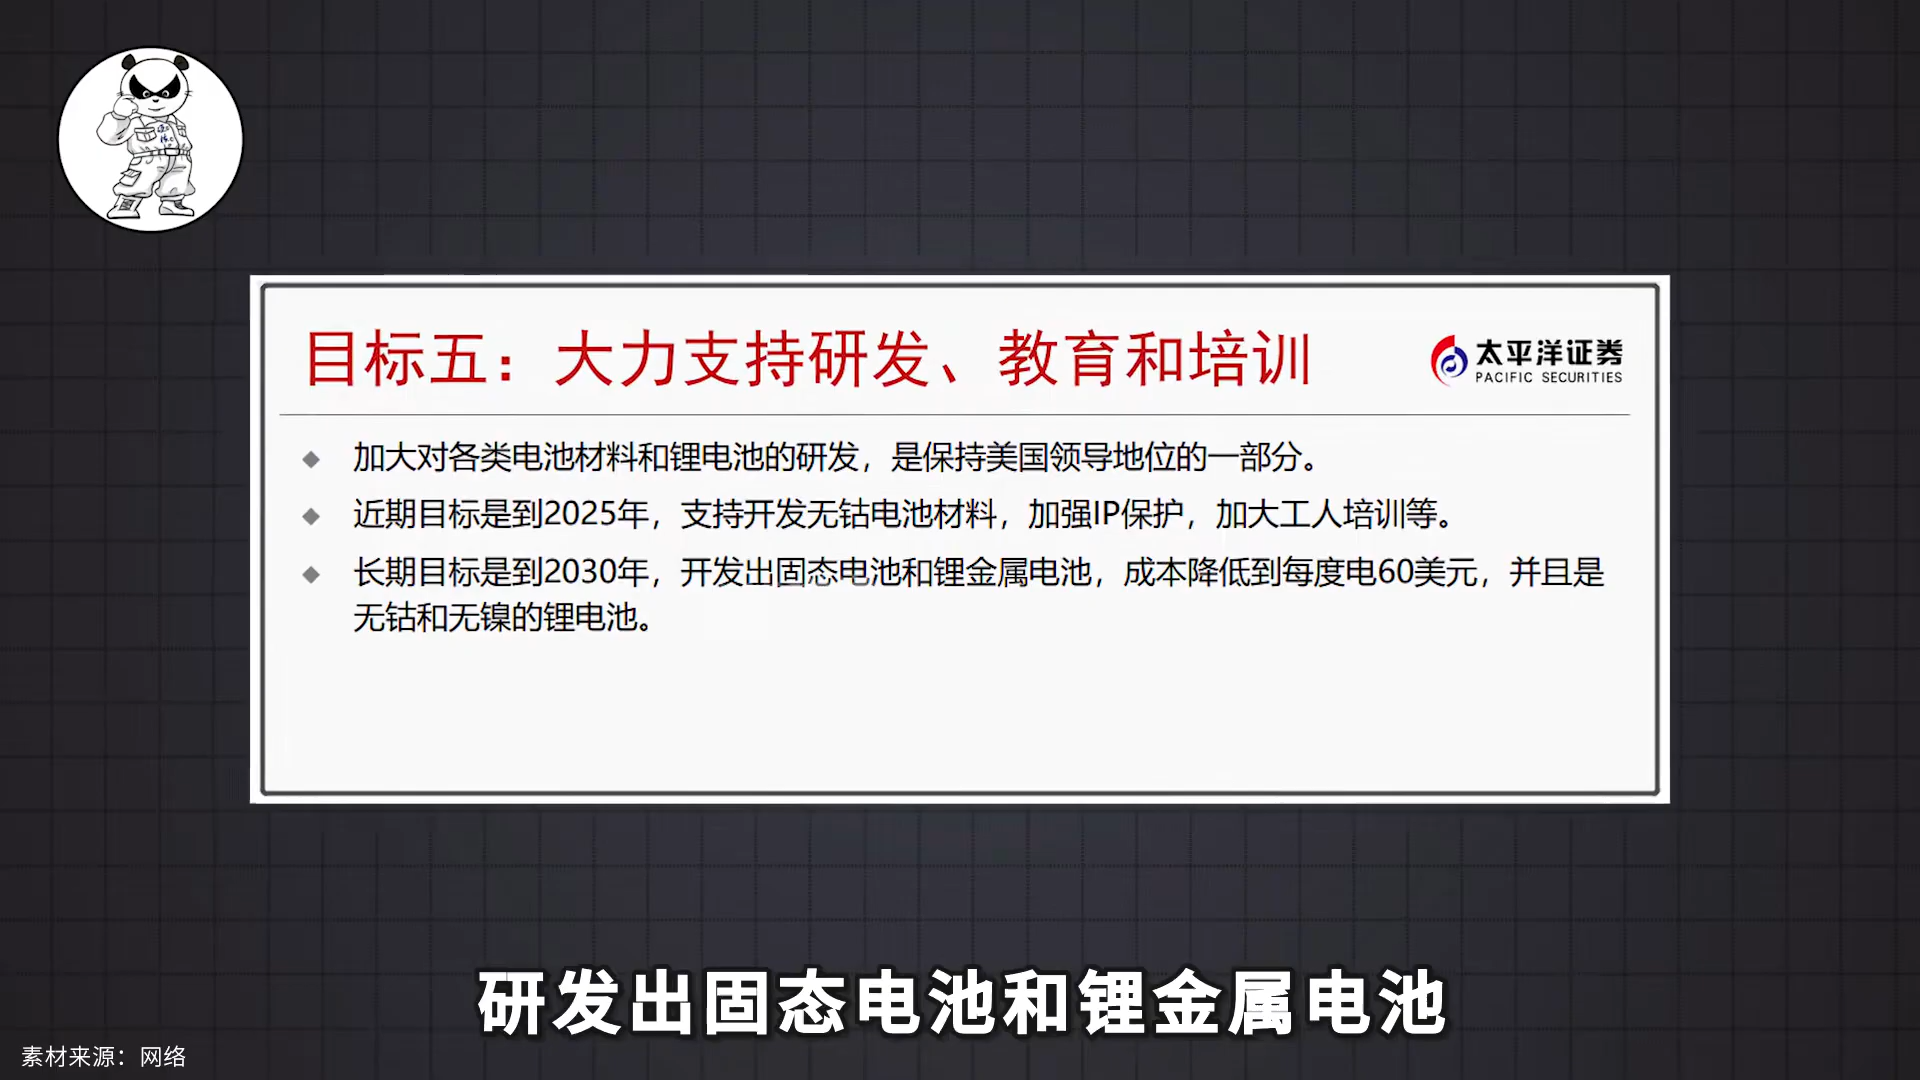 目标五：大力支持研发、教育和培训
太平洋证券
PACIFIC SECURITIES
加大对各类电池材料和锂电池的研发，是保持美国领导地位的一部分。
近期目标是到2025年，支持开发无钴电池材料，加强IP保护，加大工人培训等。
长期目标是到2030年，开发出固态电池和锂金属电池，成本降低到每度电60美元，并且是
无钴和无镍的锂电池。
研发出固态电池和锂金属电池
素材来源：网络